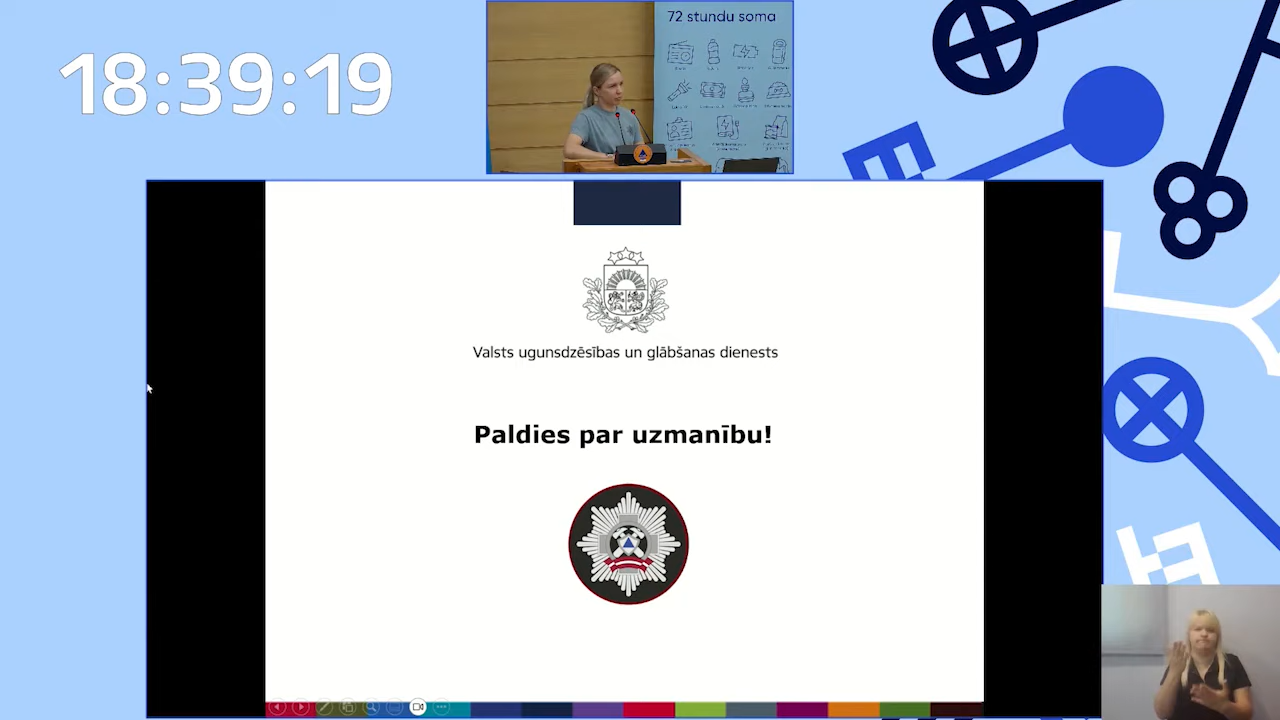 18:39:19
72 stundu soma
Valsts ugunsdzēsības un glābšanas dienests
Paldies par uzmanību!